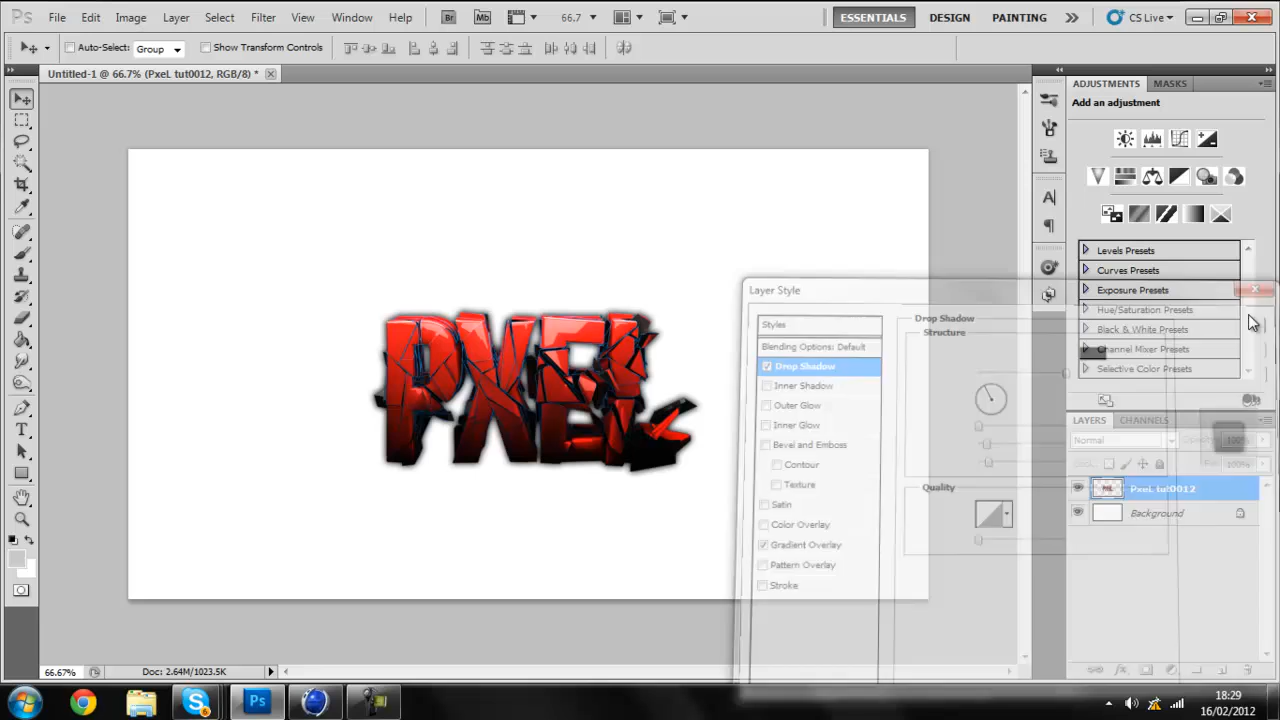 Ps File Edit Image Layer Select Filter View Window Help Br Mb 66.7 ESSENTIALS DESIGN PAINTING CS Live
Auto-Select: Group Show Transform Controls
Untitled-1 @ 66.7% (PxeL tut0012, RGB/8) *
ADJUSTMENTS MASKS
Add an adjustment
Levels Presets
Curves Presets
Exposure Presets
Hue/Saturation Presets
Black & White Presets
Channel Mixer Presets
Selective Color Presets
LAYERS CHANNELS
Normal 100%
100%
PxeL tut0012
Background
PXEL
Layer Style
Styles
Blending Options: Default
Drop Shadow
Inner Shadow
Outer Glow
Inner Glow
Bevel and Emboss
Contour
Texture
Satin
Color Overlay
Gradient Overlay
Pattern Overlay
Stroke
Drop Shadow
Structure
Quality
66.67% Doc: 2.64M/1023.5K
18:29
16/02/2012